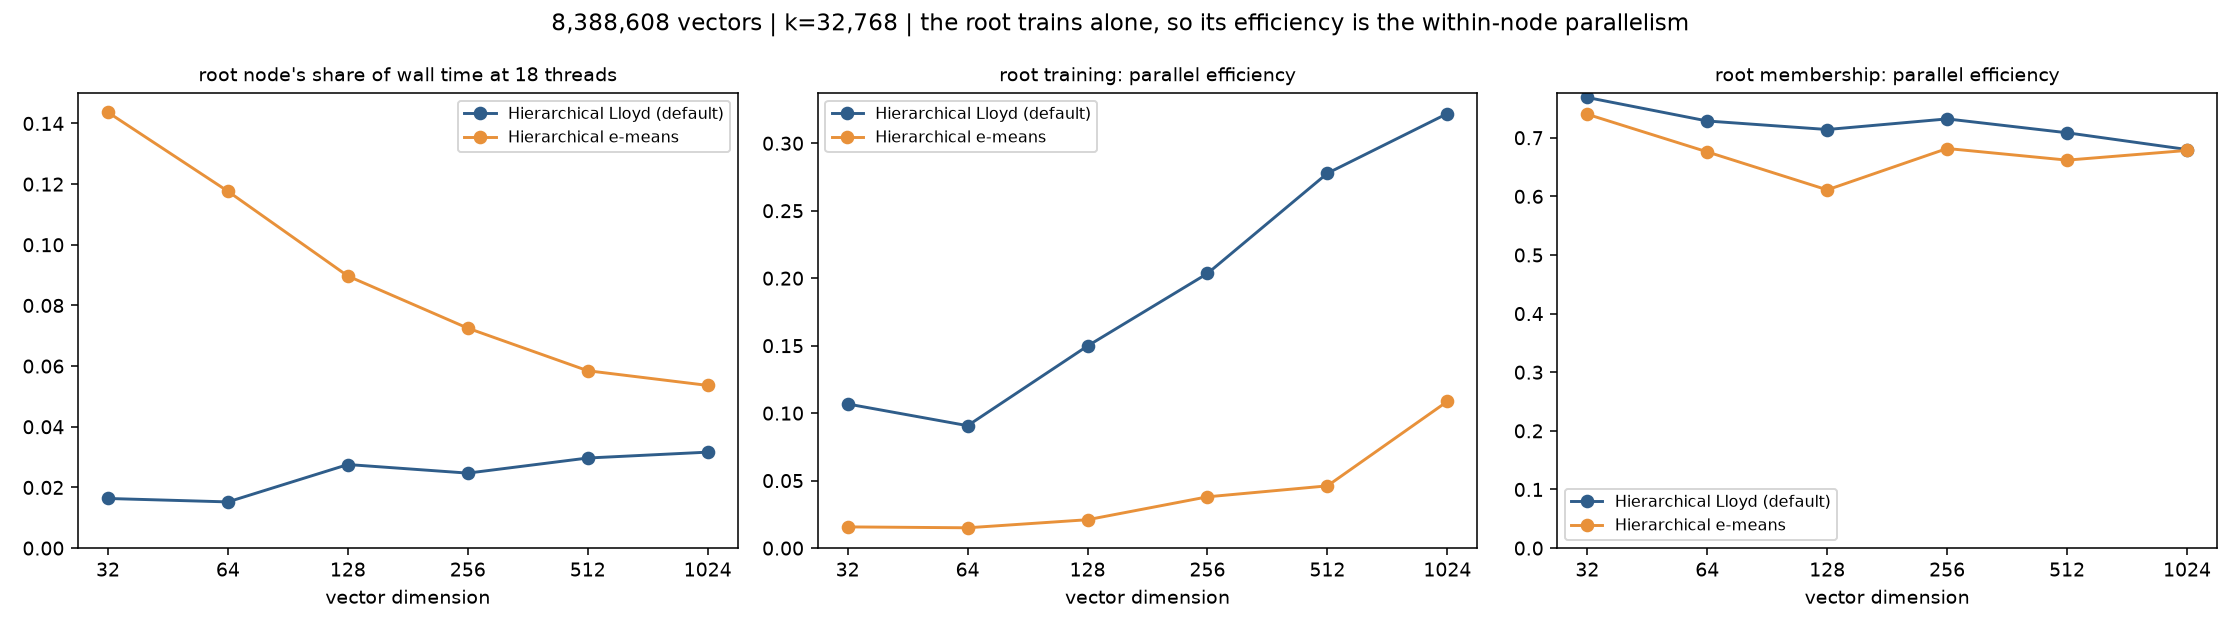 8,388,608 vectors | k=32,768 | the root trains alone, so its efficiency is the within-node parallelism
root node's share of wall time at 18 threads
0.14
0.12
0.10
0.08
0.06
0.04
0.02
0.00
Hierarchical Lloyd (default)
Hierarchical e-means
32 64 128 256 512 1024
vector dimension
root training: parallel efficiency
0.30
0.25
0.20
0.15
0.10
0.05
0.00
Hierarchical Lloyd (default)
Hierarchical e-means
32 64 128 256 512 1024
vector dimension
root membership: parallel efficiency
0.7
0.6
0.5
0.4
0.3
0.2
0.1
0.0
Hierarchical Lloyd (default)
Hierarchical e-means
32 64 128 256 512 1024
vector dimension